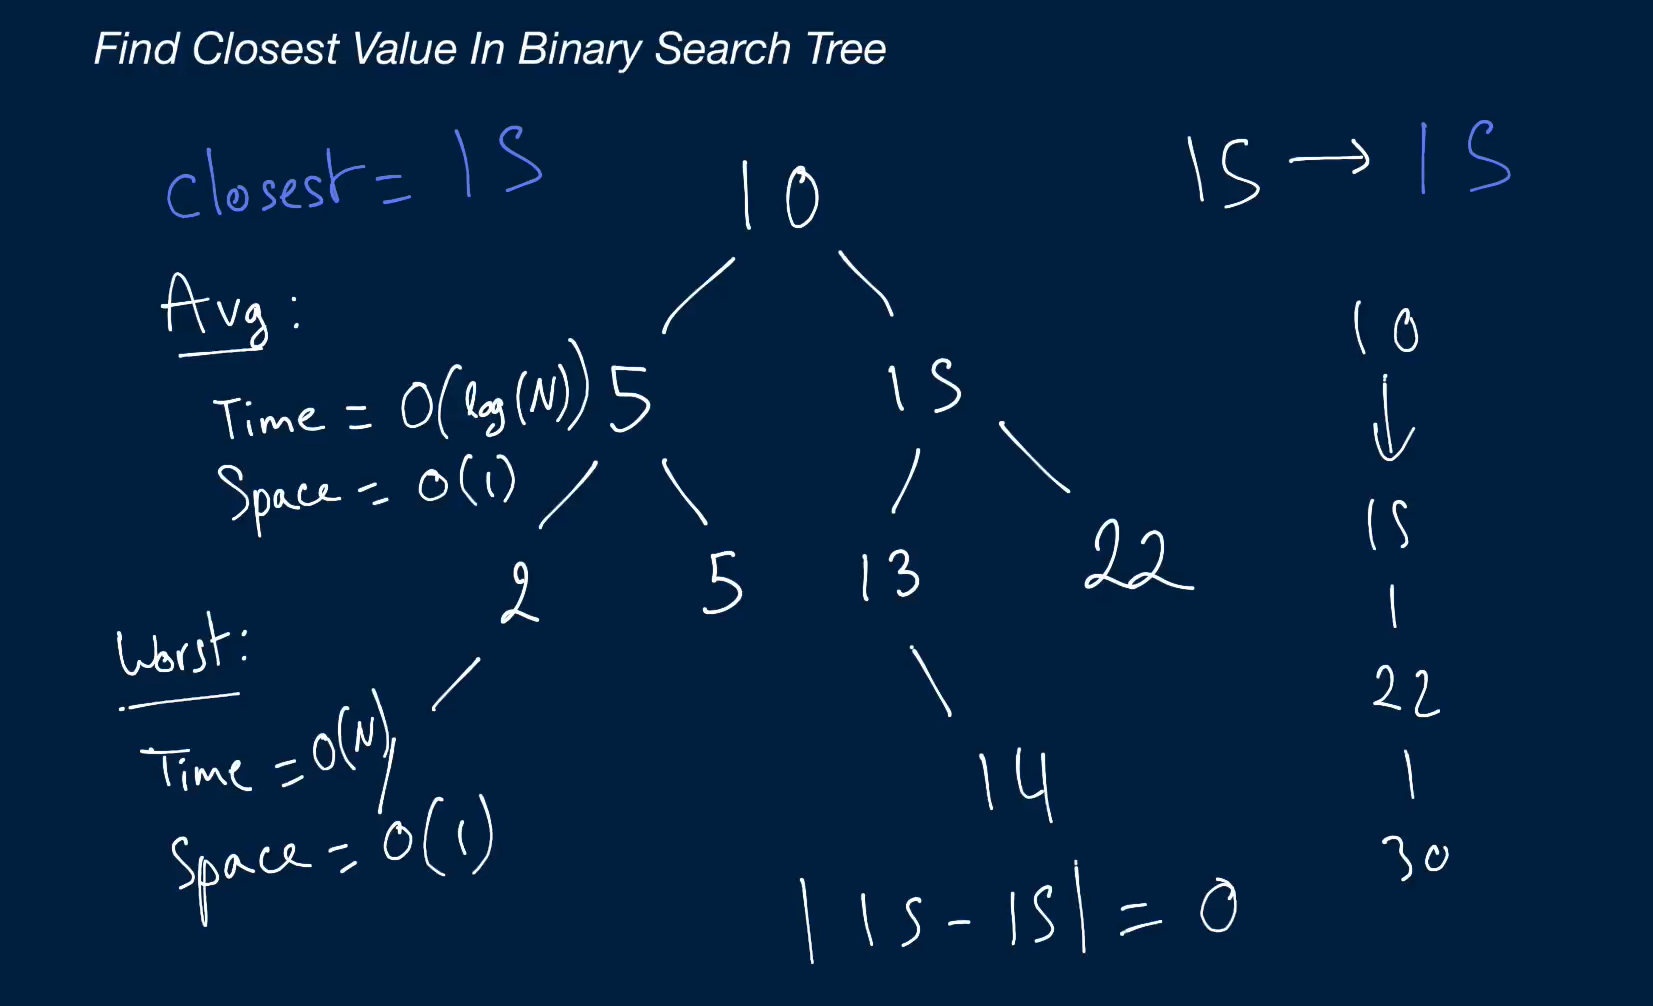 Find Closest Value In Binary Search Tree
closest = 15
15 → 15
10
Avg:
Time = O(log(N))
Space = O(1)
5 15
2 5 13 22
14
Worst:
Time = O(N)
Space = O(1)
10
↓
15
|
22
|
30
|15-15| = 0